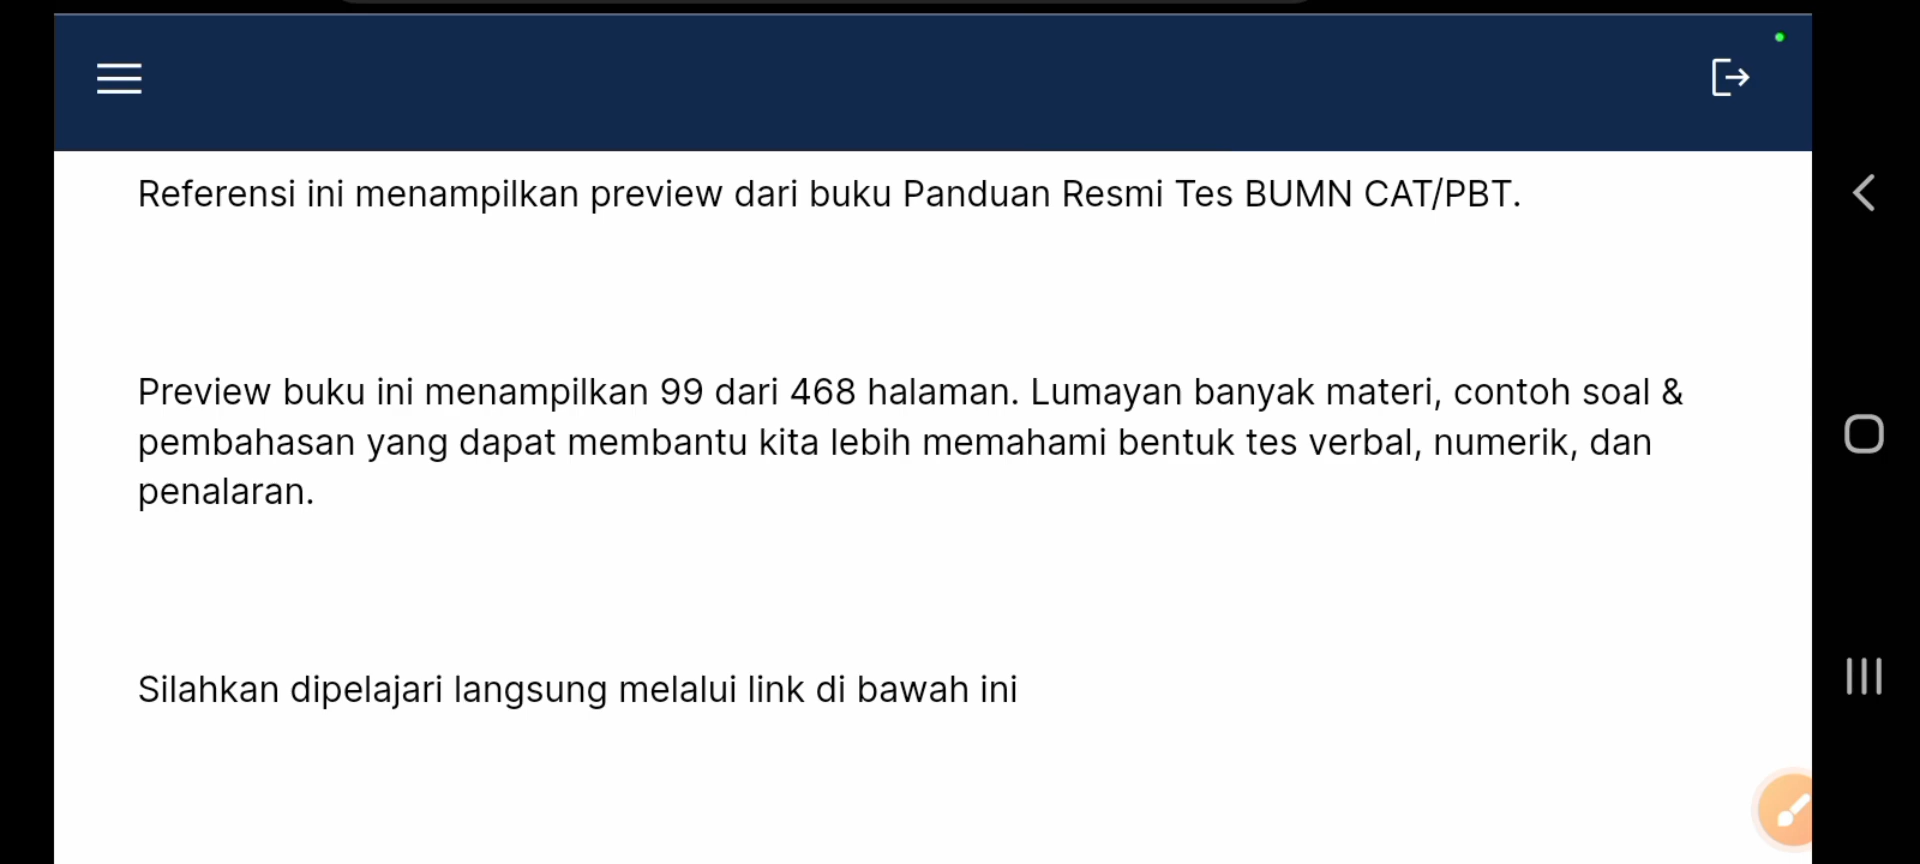 Referensi ini menampilkan preview dari buku Panduan Resmi Tes BUMN CAT/PBT.
Preview buku ini menampilkan 99 dari 468 halaman. Lumayan banyak materi, contoh soal &
pembahasan yang dapat membantu kita lebih memahami bentuk tes verbal, numerik, dan
penalaran.
Silahkan dipelajari langsung melalui link di bawah ini